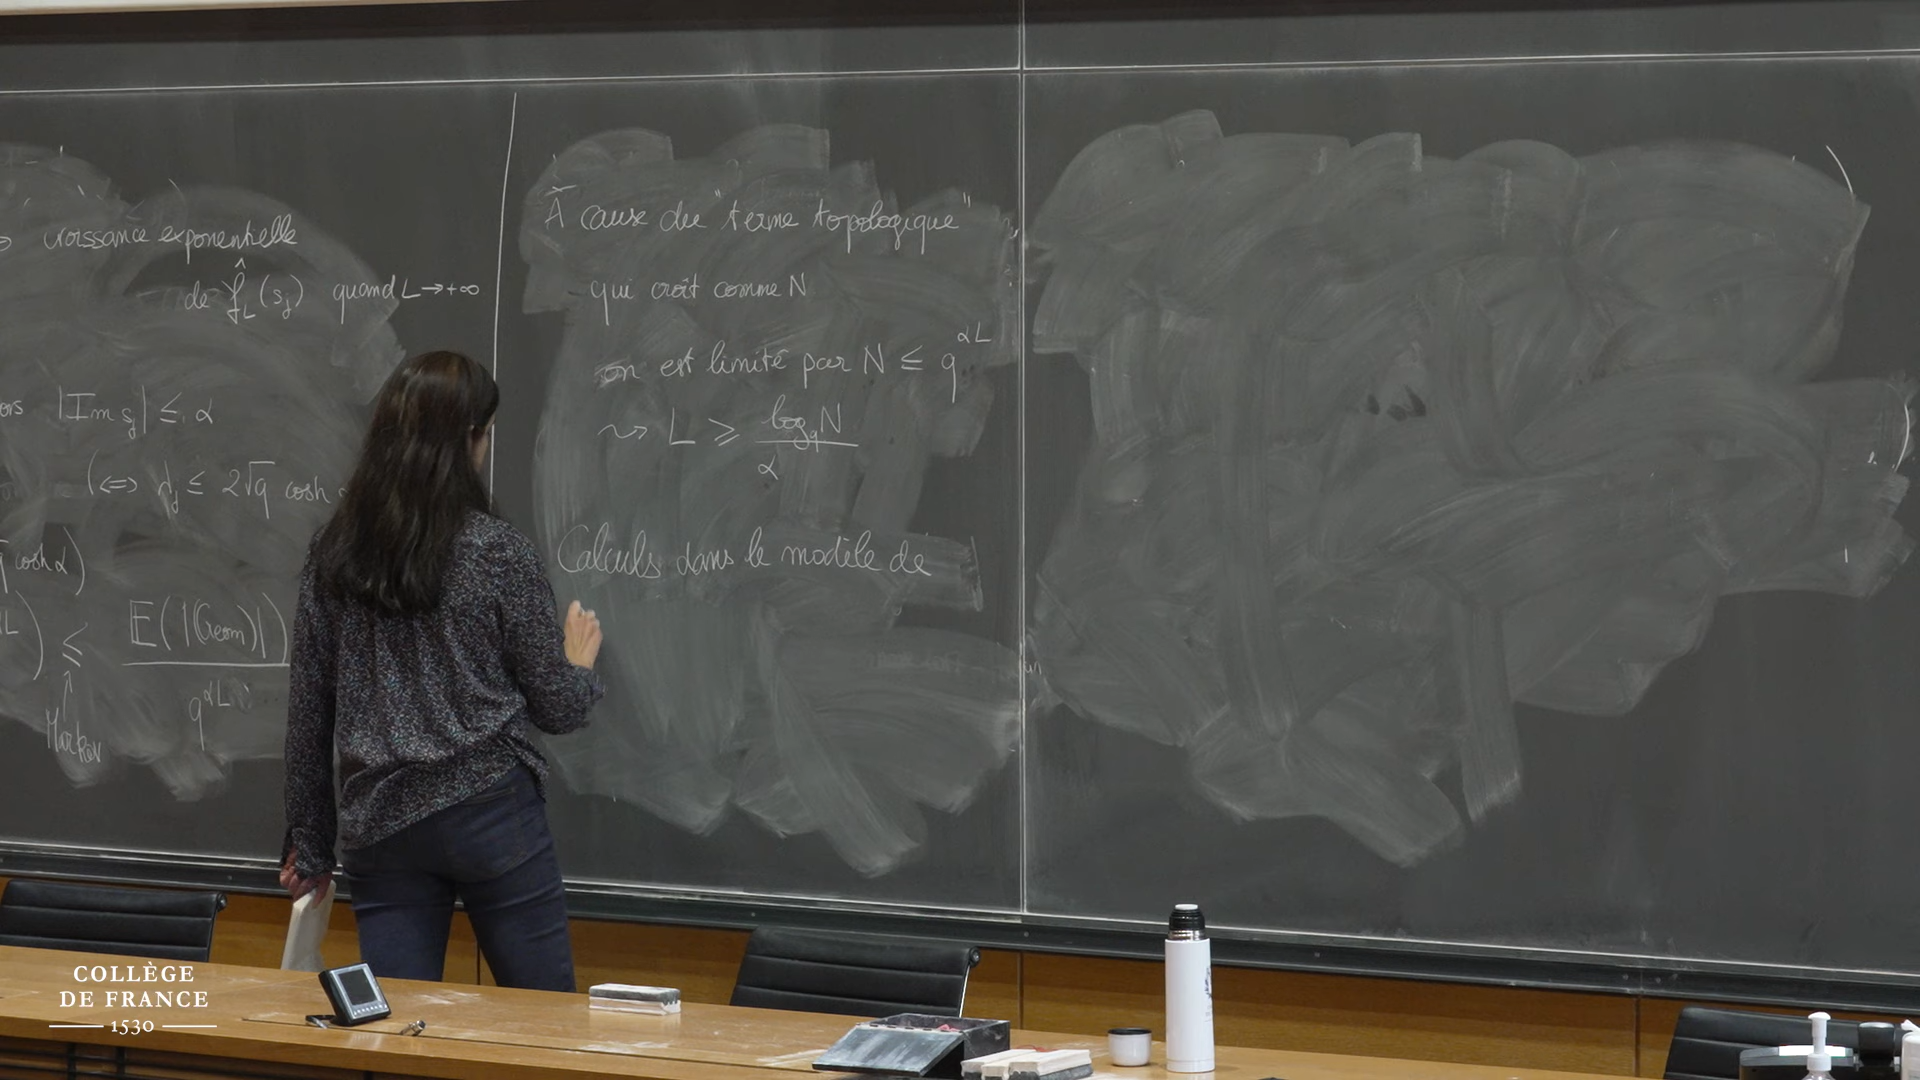 croissance exponentielle
de f̂_L(s_j) quand L → +∞
|Im s_j| ≤ α
(⟺ λ_j ≤ 2√q cosh
cosh α)
L) ≤ E(|(Geom)|) / q^{αL}
↑
Markov
À cause du "terme topologique"
qui croît comme N
on est limité par N ≤ q^{αL}
⇝ L ≥ log_q N / α
Calculs dans le modèle de
COLLÈGE
DE FRANCE
1530